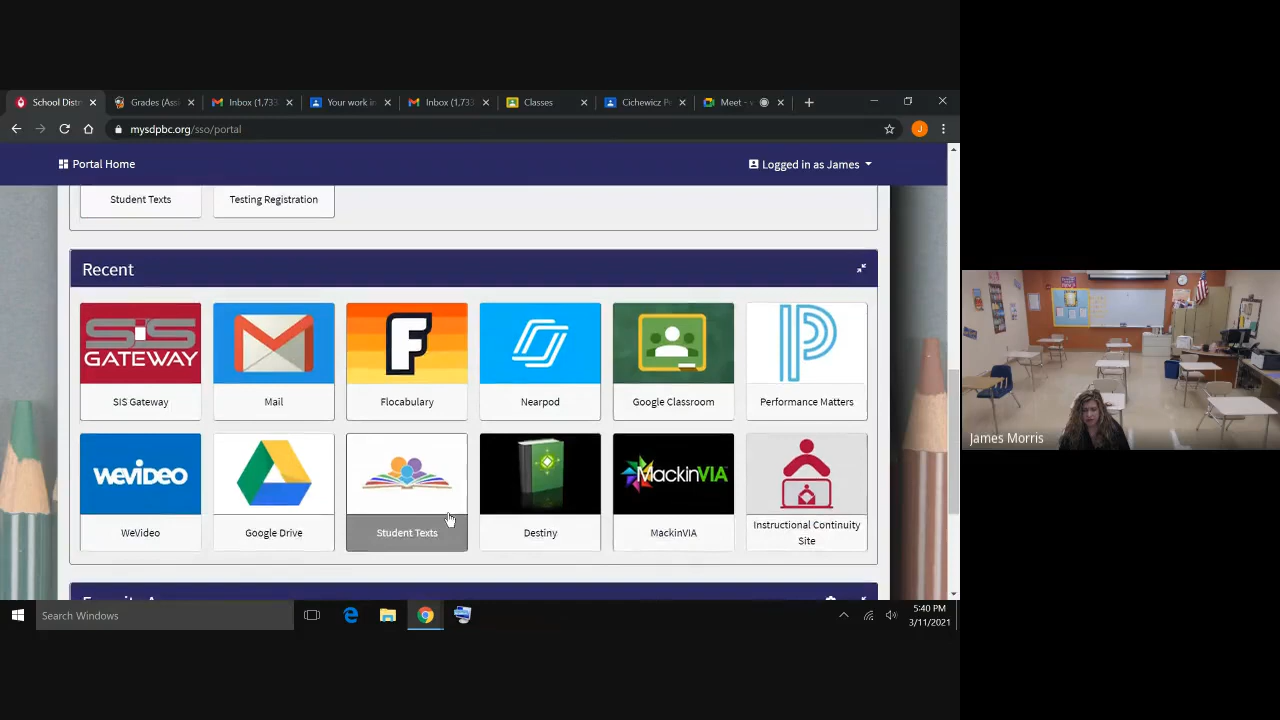 School Distr
Grades (Assi
Inbox (1,733
Your work in
Inbox (1,733
Classes
Cichewicz Pe
Meet - v
mysdpbc.org/sso/portal
J
Portal Home
Logged in as James
Student Texts
Testing Registration
Recent
SiS GATEWAY
SIS Gateway
Mail
F
Flocabulary
Nearpod
Google Classroom
P
Performance Matters
WEVIDEO
WeVideo
Google Drive
Student Texts
Destiny
MackinVIA
MackinVIA
Instructional Continuity
Site
James Morris
Search Windows
5:40 PM
3/11/2021